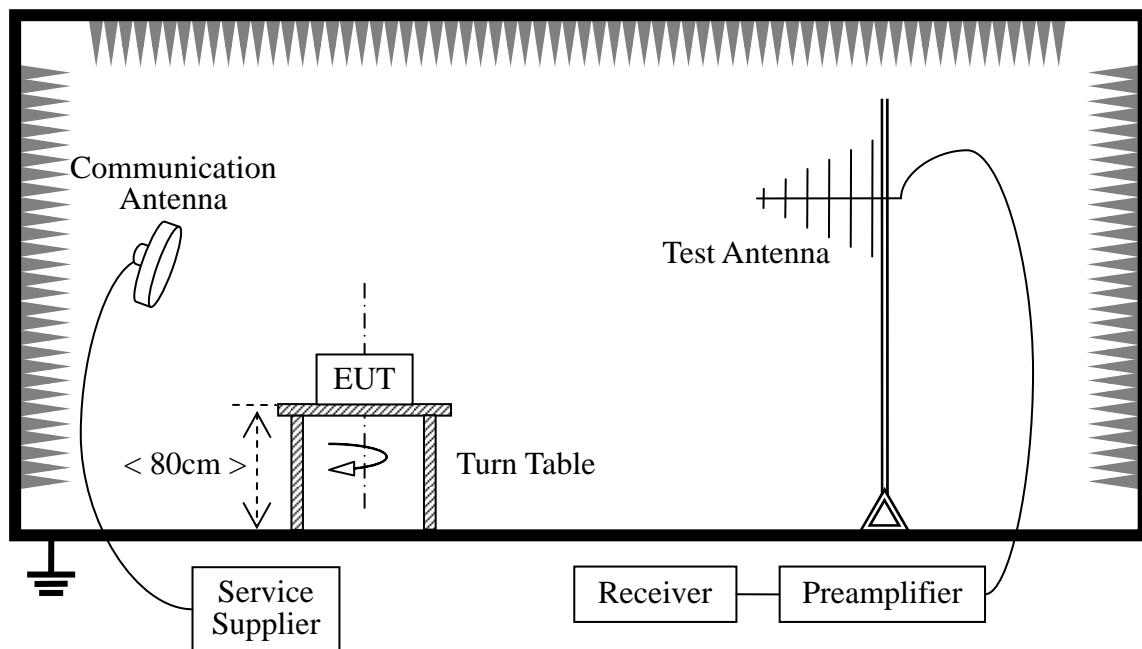 Communication
Antenna
Test Antenna
EUT
< 80cm >
Turn Table
Service
Supplier
Receiver
Preamplifier